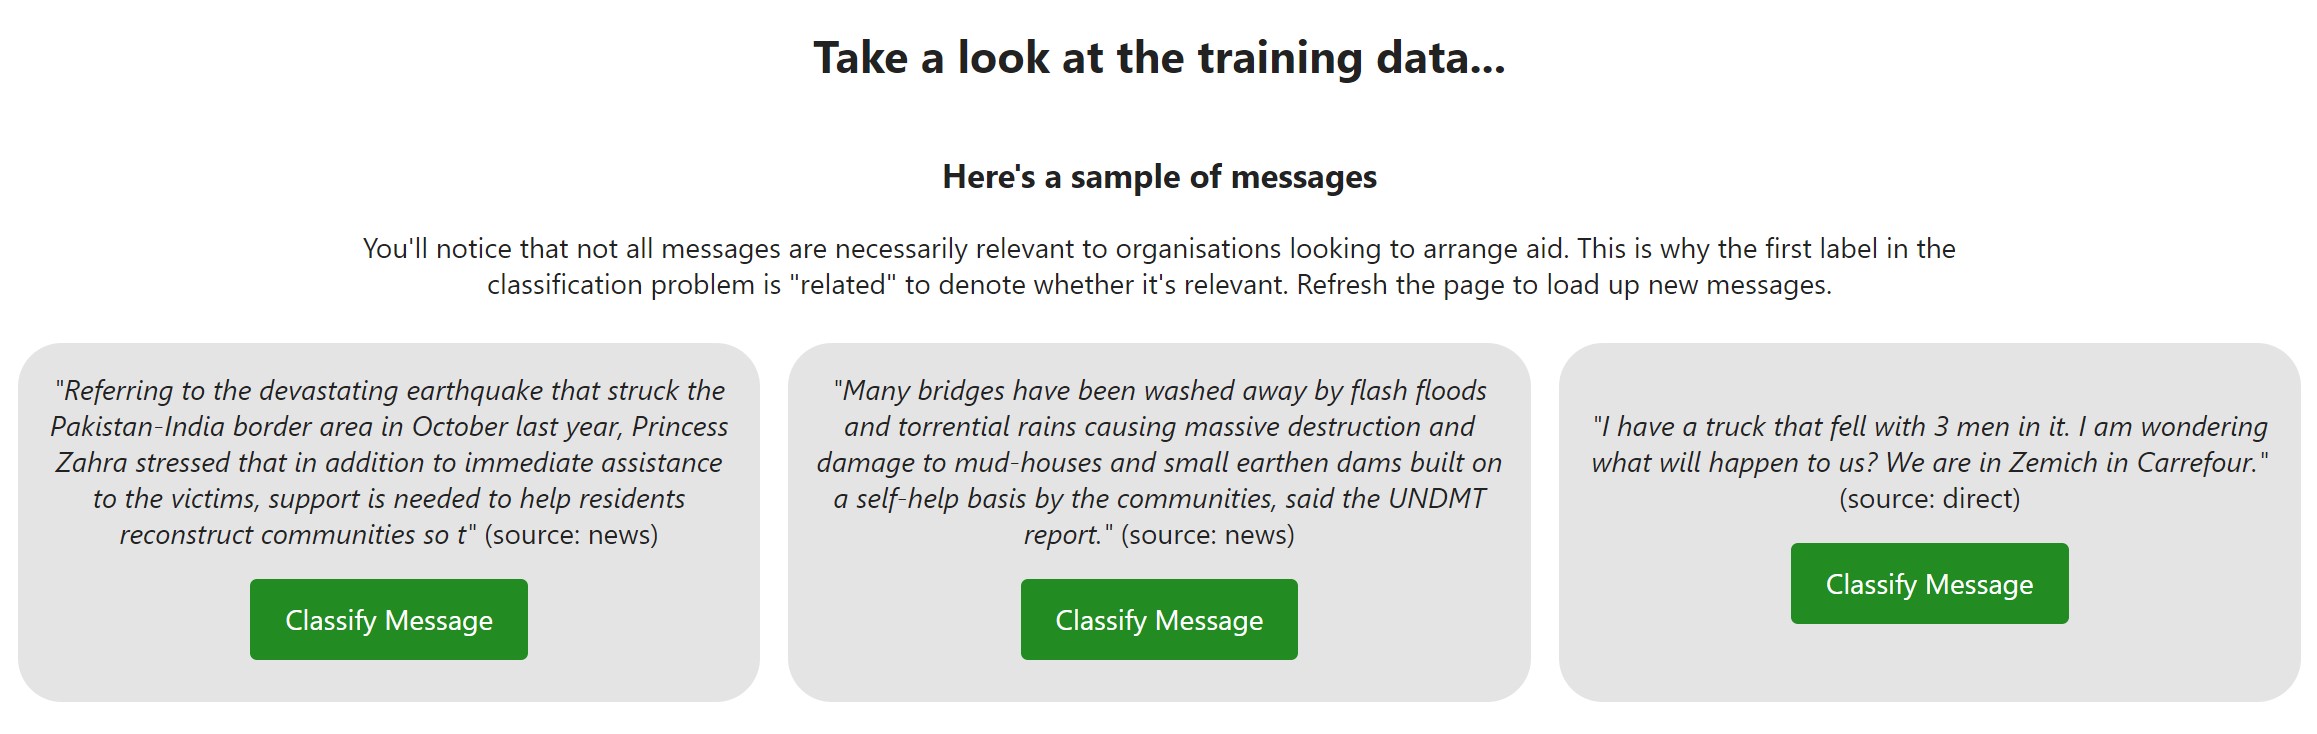 Take a look at the training data...
Here's a sample of messages
You'll notice that not all messages are necessarily relevant to organisations looking to arrange aid. This is why the first label in the
classification problem is "related" to denote whether it's relevant. Refresh the page to load up new messages.
"Referring to the devastating earthquake that struck the
Pakistan-India border area in October last year, Princess
Zahra stressed that in addition to immediate assistance
to the victims, support is needed to help residents
reconstruct communities so t" (source: news)
Classify Message
"Many bridges have been washed away by flash floods
and torrential rains causing massive destruction and
damage to mud-houses and small earthen dams built on
a self-help basis by the communities, said the UNDMT
report." (source: news)
Classify Message
"I have a truck that fell with 3 men in it. I am wondering
what will happen to us? We are in Zemich in Carrefour."
(source: direct)
Classify Message